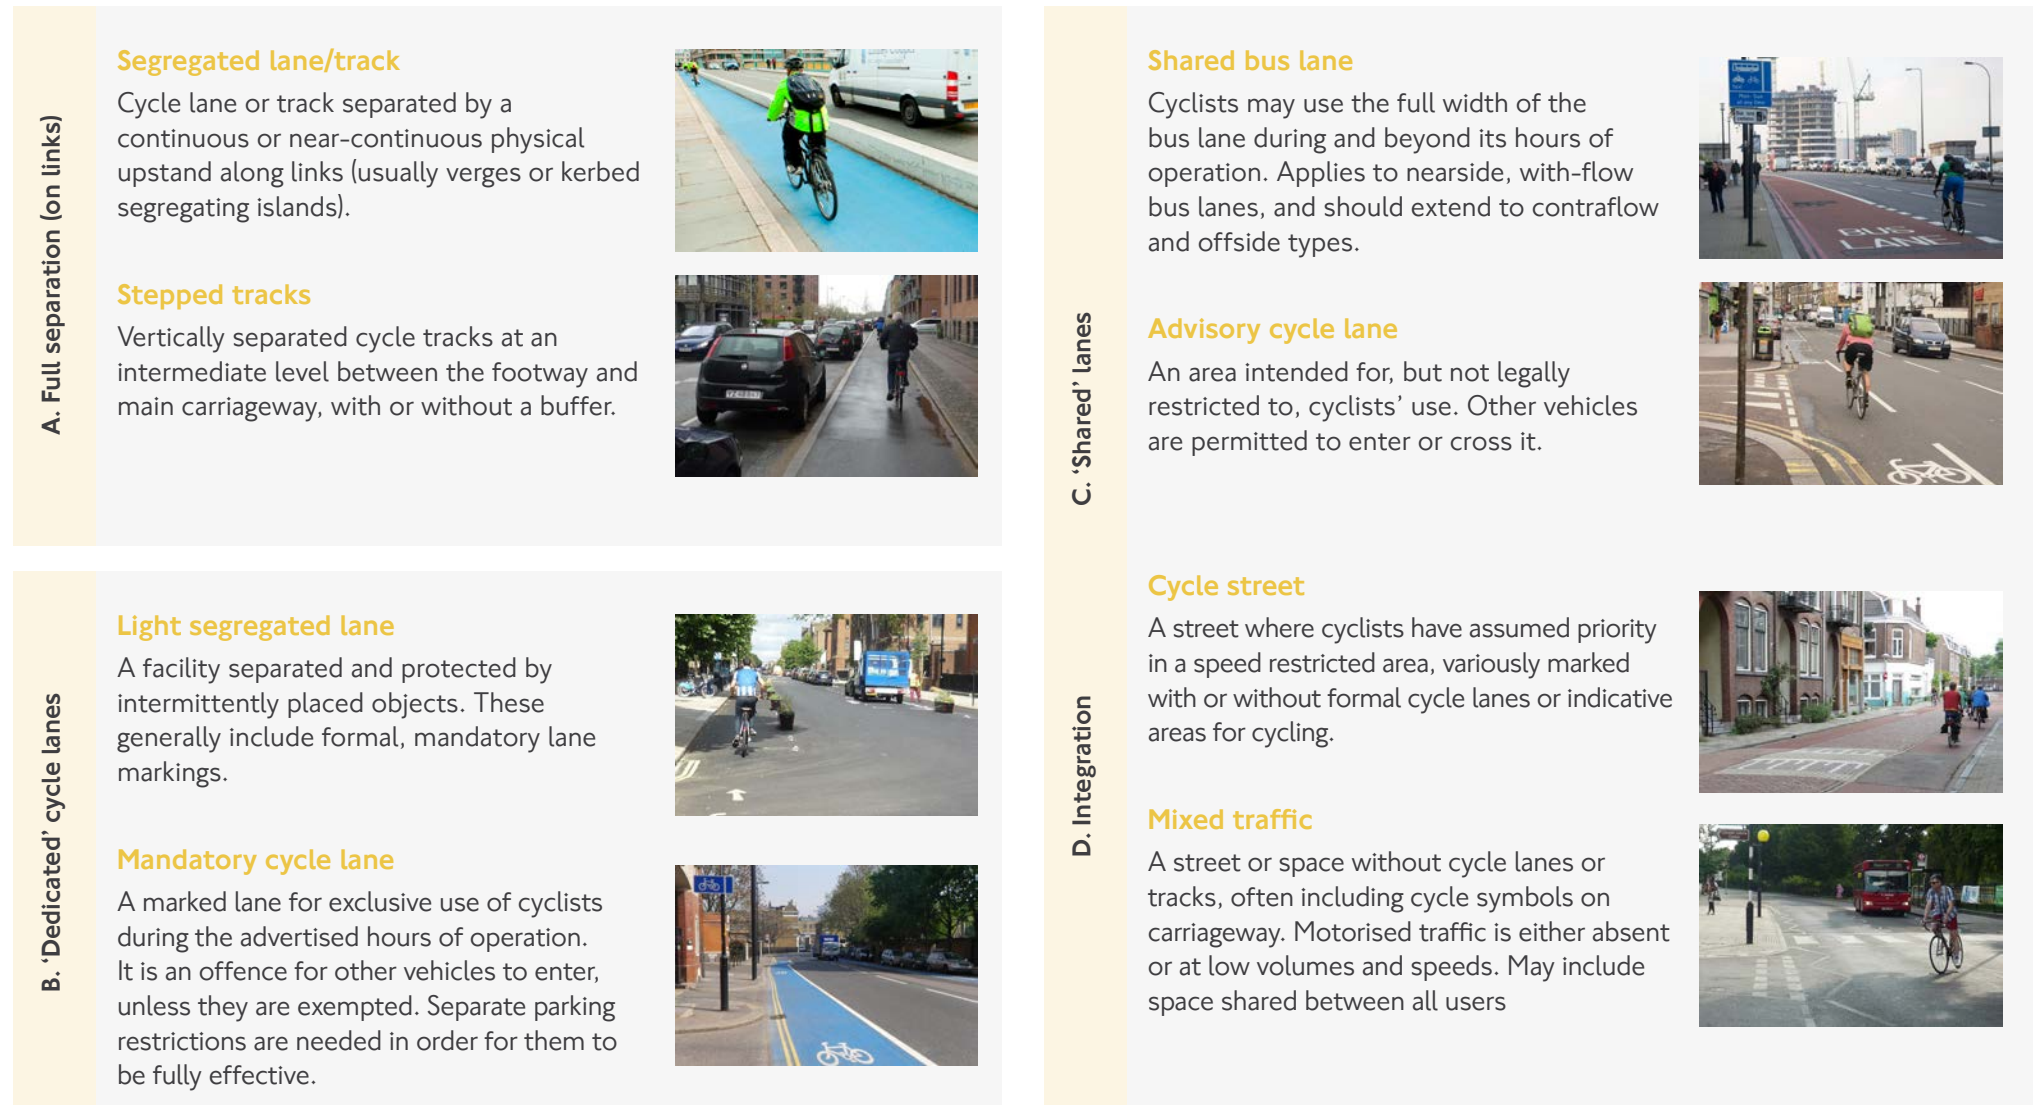 A. Full separation (on links)
Segregated lane/track
Cycle lane or track separated by a
continuous or near-continuous physical
upstand along links (usually verges or kerbed
segregating islands).
Stepped tracks
Vertically separated cycle tracks at an
intermediate level between the footway and
main carriageway, with or without a buffer.
B. ‘Dedicated’ cycle lanes
Light segregated lane
A facility separated and protected by
intermittently placed objects. These
generally include formal, mandatory lane
markings.
Mandatory cycle lane
A marked lane for exclusive use of cyclists
during the advertised hours of operation.
It is an offence for other vehicles to enter,
unless they are exempted. Separate parking
restrictions are needed in order for them to
be fully effective.
C. ‘Shared’ lanes
Shared bus lane
Cyclists may use the full width of the
bus lane during and beyond its hours of
operation. Applies to nearside, with-flow
bus lanes, and should extend to contraflow
and offside types.
BUS
LANE
Advisory cycle lane
An area intended for, but not legally
restricted to, cyclists’ use. Other vehicles
are permitted to enter or cross it.
D. Integration
Cycle street
A street where cyclists have assumed priority
in a speed restricted area, variously marked
with or without formal cycle lanes or indicative
areas for cycling.
Mixed traffic
A street or space without cycle lanes or
tracks, often including cycle symbols on
carriageway. Motorised traffic is either absent
or at low volumes and speeds. May include
space shared between all users